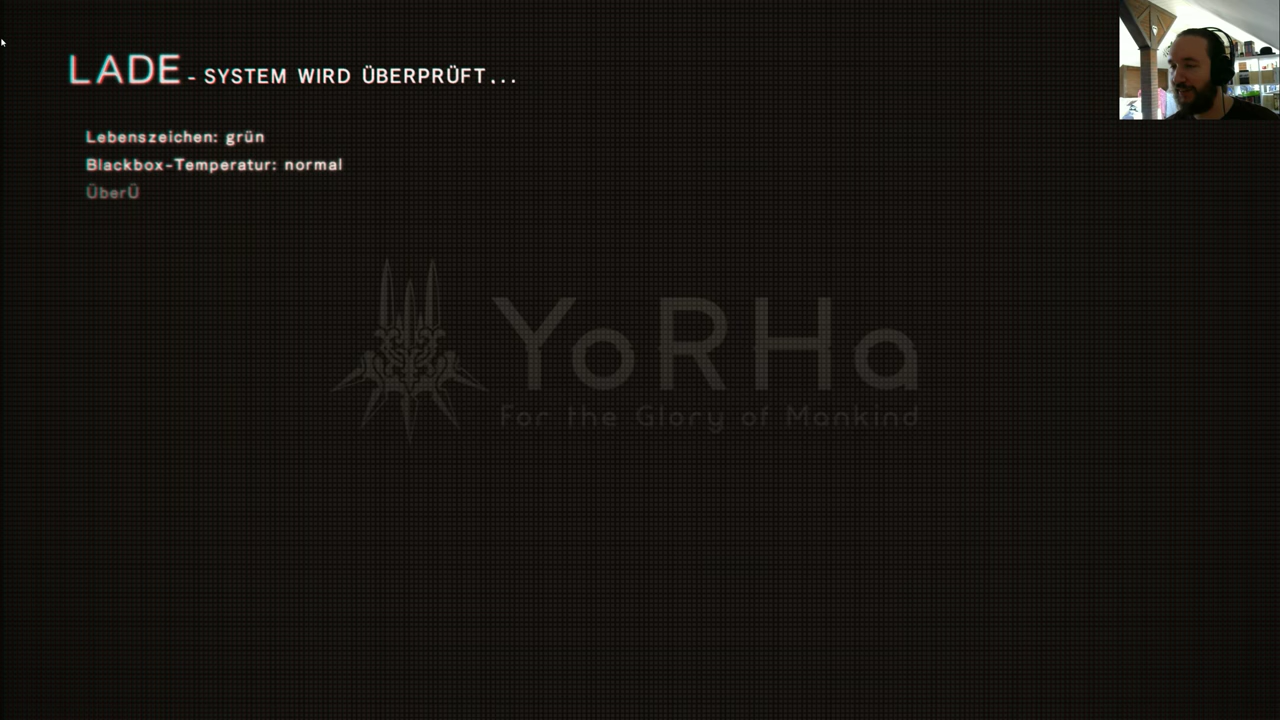 LADE - SYSTEM WIRD ÜBERPRÜFT...
Lebenszeichen: grün
Blackbox-Temperatur: normal
ÜberÜ
YoRHa
For the Glory of Mankind